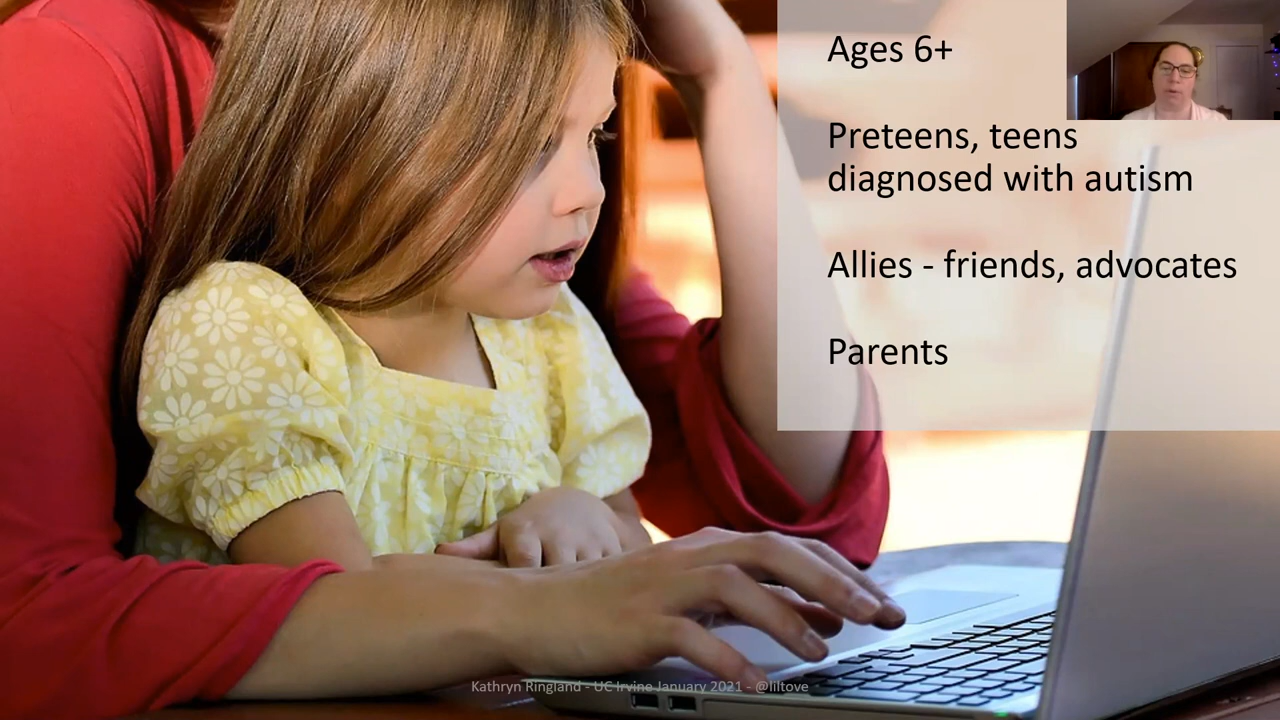 Ages 6+
Preteens, teens
diagnosed with autism
Allies - friends, advocates
Parents
Kathryn Ringland - UC Irvine January 2021 - @liltove